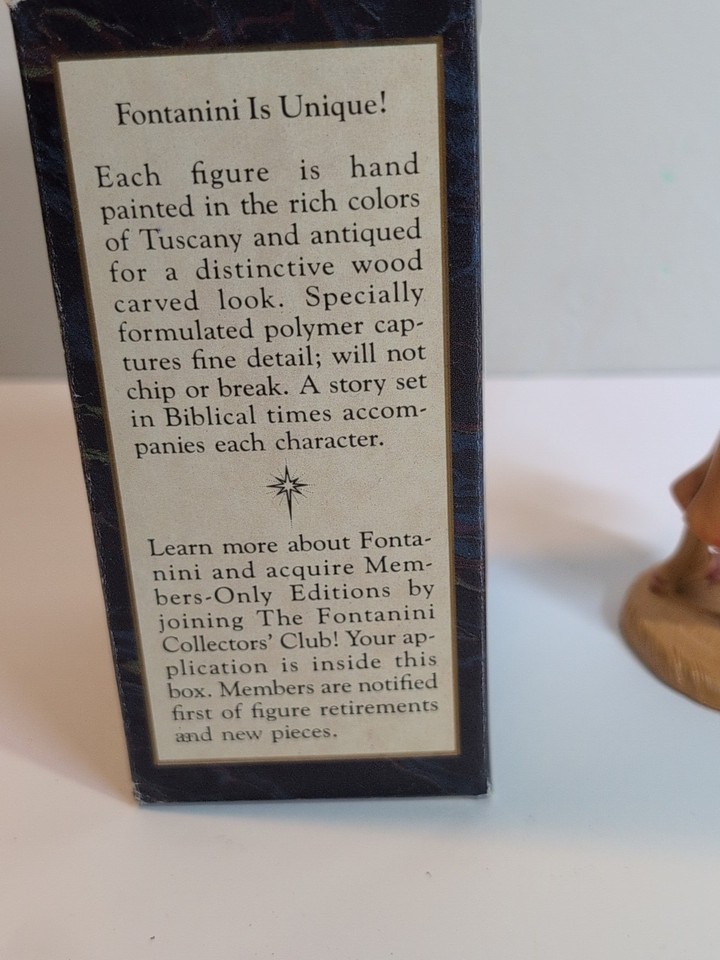 Fontanini Is Unique!
Each figure is hand
painted in the rich colors
of Tuscany and antiqued
for a distinctive wood
carved look. Specially
formulated polymer cap-
tures fine detail; will not
chip or break. A story set
in Biblical times accom-
panies each character.
Learn more about Fonta-
nini and acquire Mem-
bers-Only Editions by
joining The Fontanini
Collectors' Club! Your ap-
plication is inside this
box. Members are notified
first of figure retirements
and new pieces.